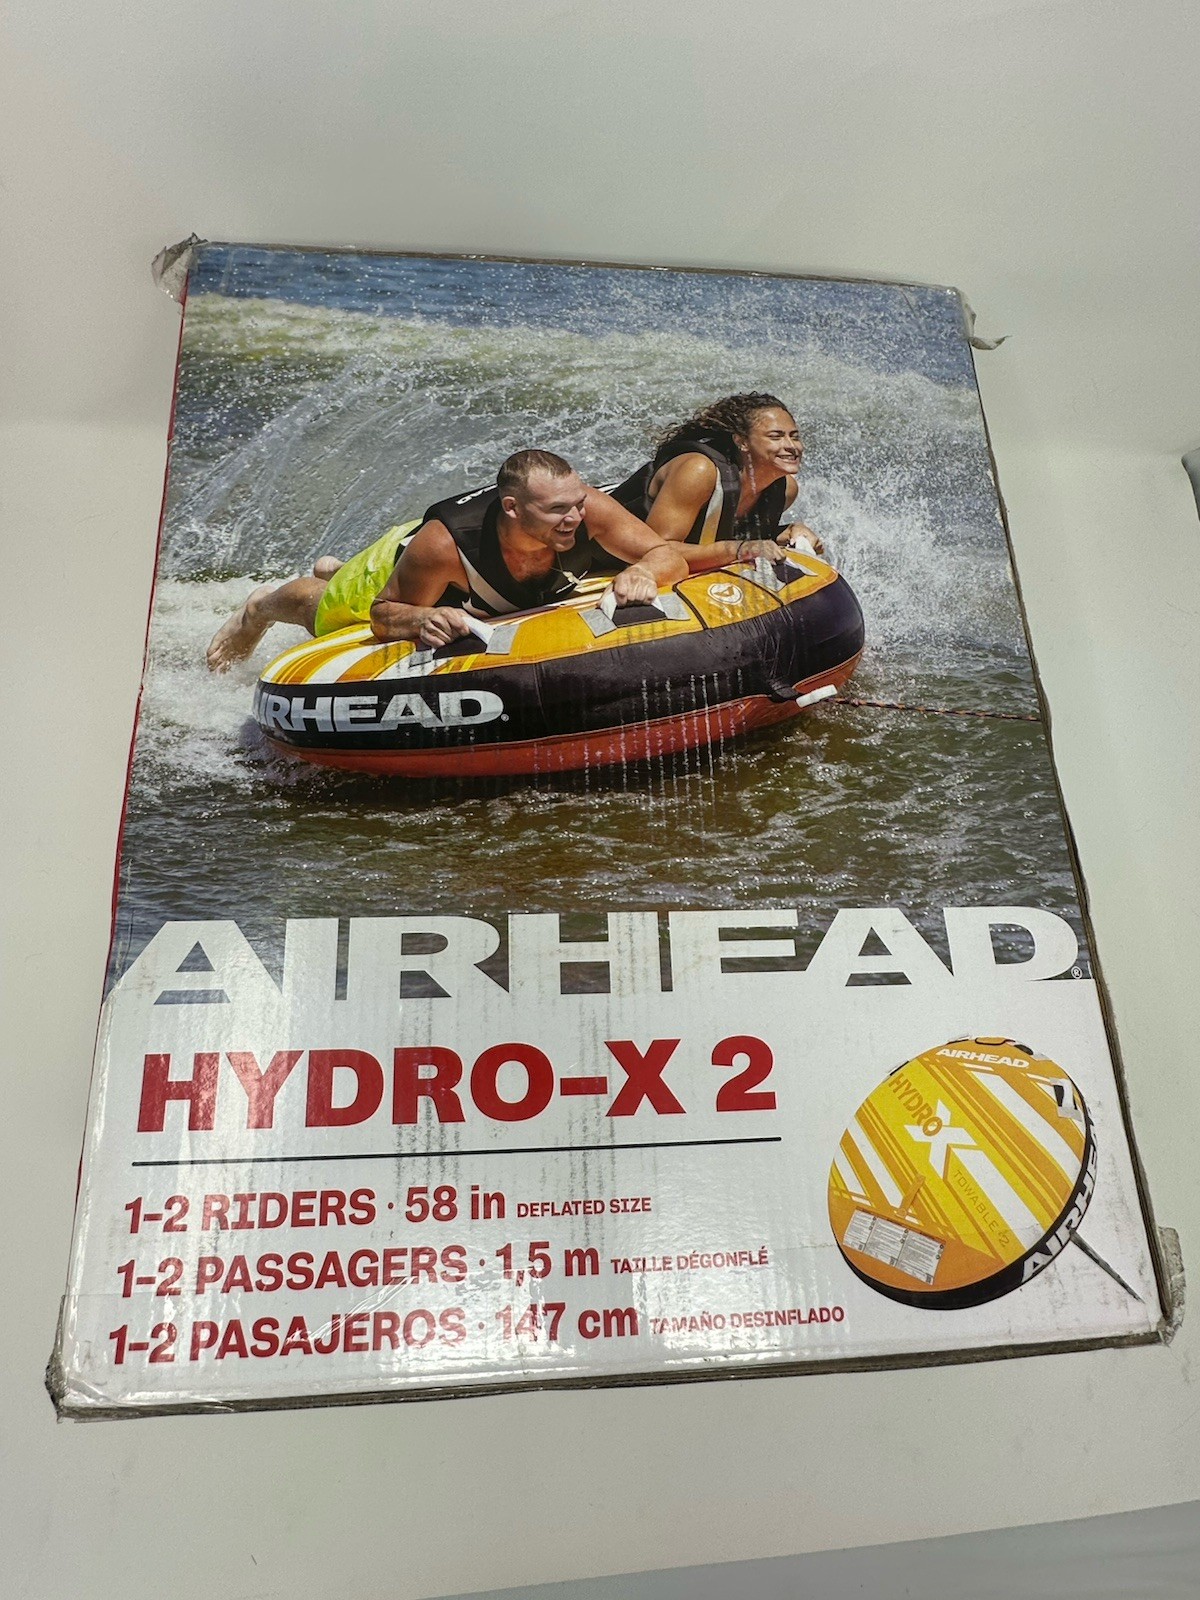 AIRHEAD®
AIRHEAD®
HYDRO-X 2
1-2 RIDERS · 58 in DEFLATED SIZE
1-2 PASSAGERS · 1,5 m TAILLE DÉGONFLÉ
1-2 PASAJEROS · 147 cm TAMAÑO DESINFLADO
AIRHEAD
HYDRO
X
TOWABLE
AIRHEAD